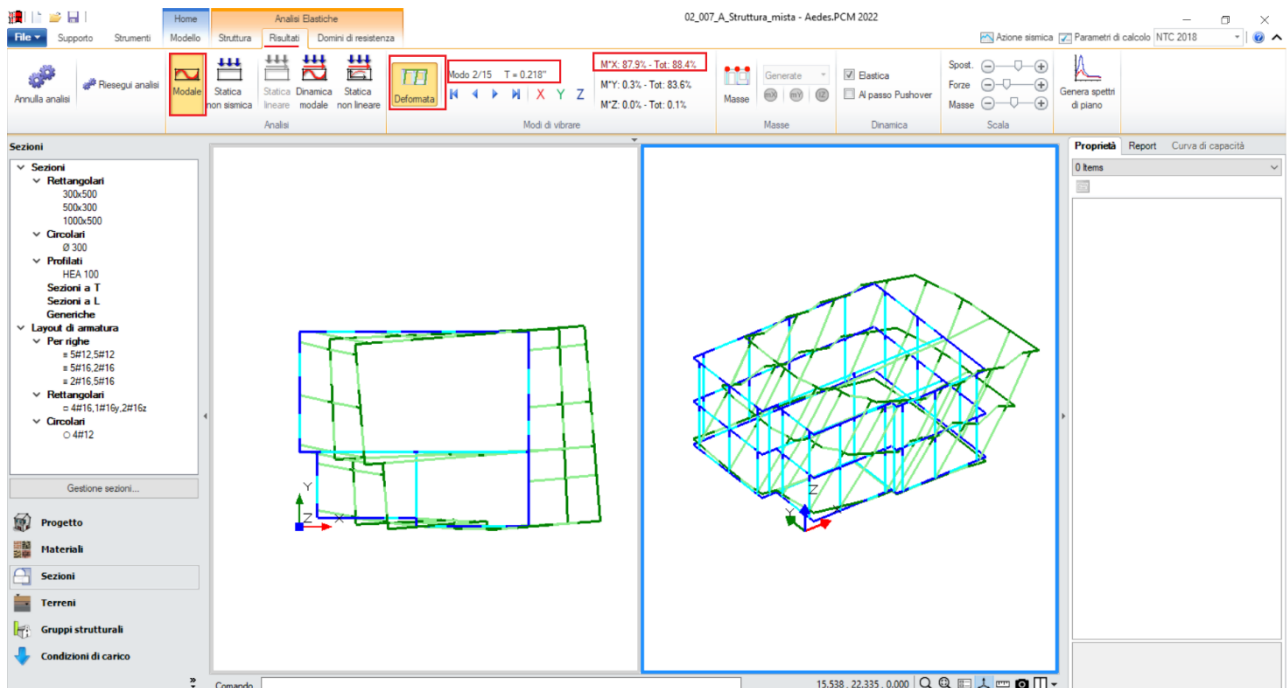 Home
Analisi Elastiche
02_007_A_Struttura_mista - Aedes.PCM 2022
File
Supporto
Strumenti
Modello
Struttura
Risultati
Domini di resistenza
Azione sismica
Parametri di calcolo
NTC 2018
Annulla analisi
Riesegui analisi
Modale
Statica non sismica
Statica lineare
Dinamica modale
Statica non lineare
Analisi
Deformata
Modo 2/15 T = 0.218"
X Y Z
M*X: 87.9% - Tot: 88.4%
M*Y: 0.3% - Tot: 83.6%
M*Z: 0.0% - Tot: 0.1%
Modi di vibrare
Masse
Generate
Masse
Elastica
Al passo Pushover
Dinamica
Spost.
Forze
Masse
Scala
Genera spettri di piano
Sezioni
Sezioni
Rettangolari
300x500
500x300
1000x500
Circolari
Ø 300
Profilati
HEA 100
Sezioni a T
Sezioni a L
Generiche
Layout di armatura
Per righe
5#12,5#12
5#16,2#16
2#16,5#16
Rettangolari
4#16,1#16y,2#16z
Circolari
4#12
Gestione sezioni...
Progetto
Materiali
Sezioni
Terreni
Gruppi strutturali
Condizioni di carico
Y
Z X
Z
Y
Proprietà
Report
Curva di capacità
0 Items
Comando
15.538 , 22.335 , 0.000